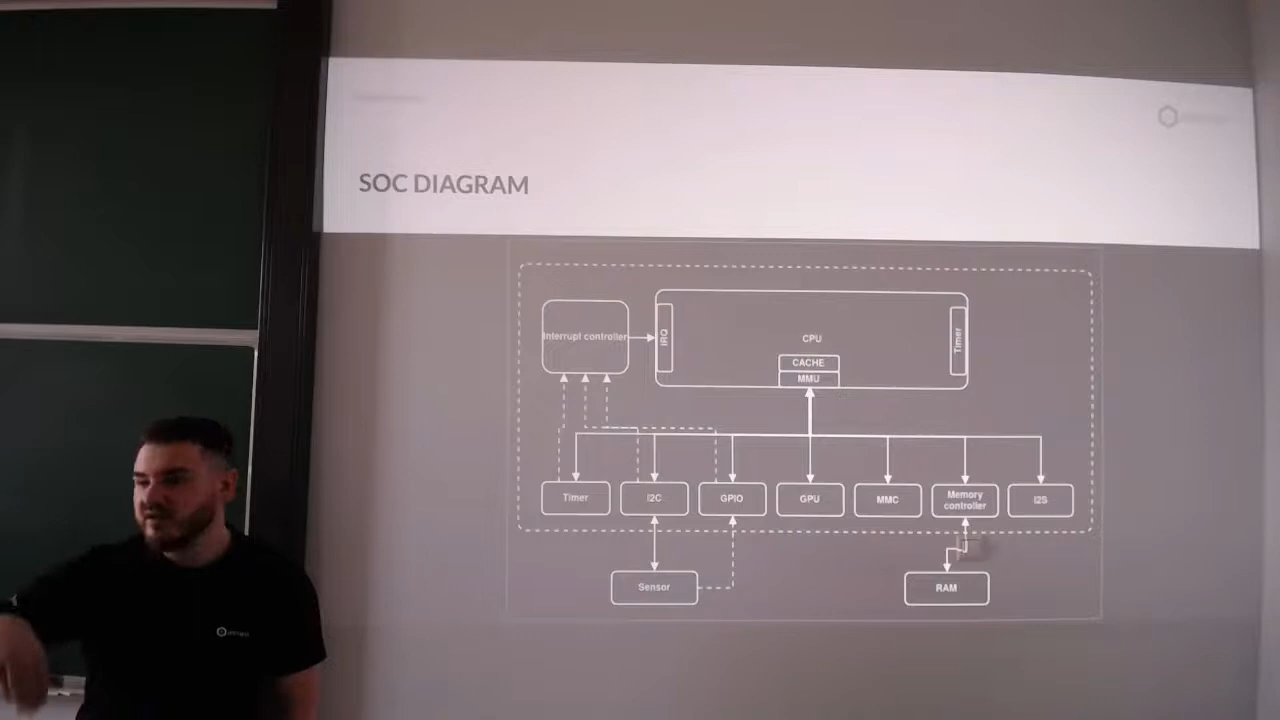 SOC DIAGRAM
Interrupt controller
IRQ
CPU
Timer
CACHE
MMU
Timer
I2C
GPIO
GPU
MMC
Memory
controller
I2S
Sensor
RAM